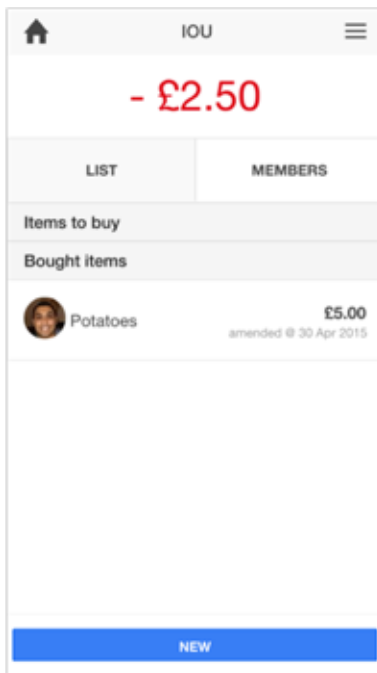 IOU
- £2.50
LIST MEMBERS
Items to buy
Bought items
Potatoes £5.00
amended @ 30 Apr 2015
NEW